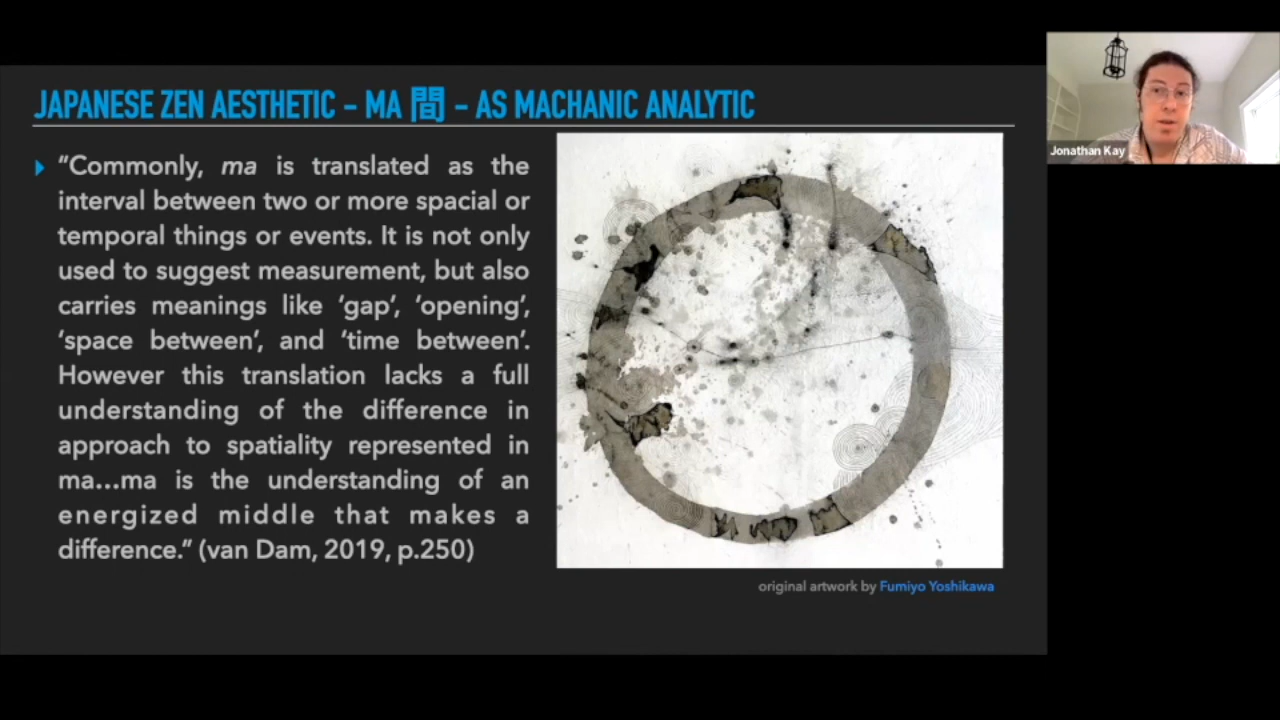 JAPANESE ZEN AESTHETIC - MA 間 - AS MACHANIC ANALYTIC
“Commonly, ma is translated as the
interval between two or more spacial or
temporal things or events. It is not only
used to suggest measurement, but also
carries meanings like ‘gap’, ‘opening’,
‘space between’, and ‘time between’.
However this translation lacks a full
understanding of the difference in
approach to spatiality represented in
ma…ma is the understanding of an
energized middle that makes a
difference.” (van Dam, 2019, p.250)
original artwork by Fumiyo Yoshikawa
Jonathan Kay